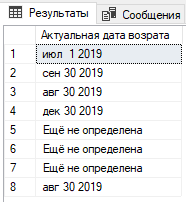 Результаты Сообщения
Актуальная дата возрата
1 июл 1 2019
2 сен 30 2019
3 авг 30 2019
4 дек 30 2019
5 Ещё не определена
6 Ещё не определена
7 Ещё не определена
8 авг 30 2019